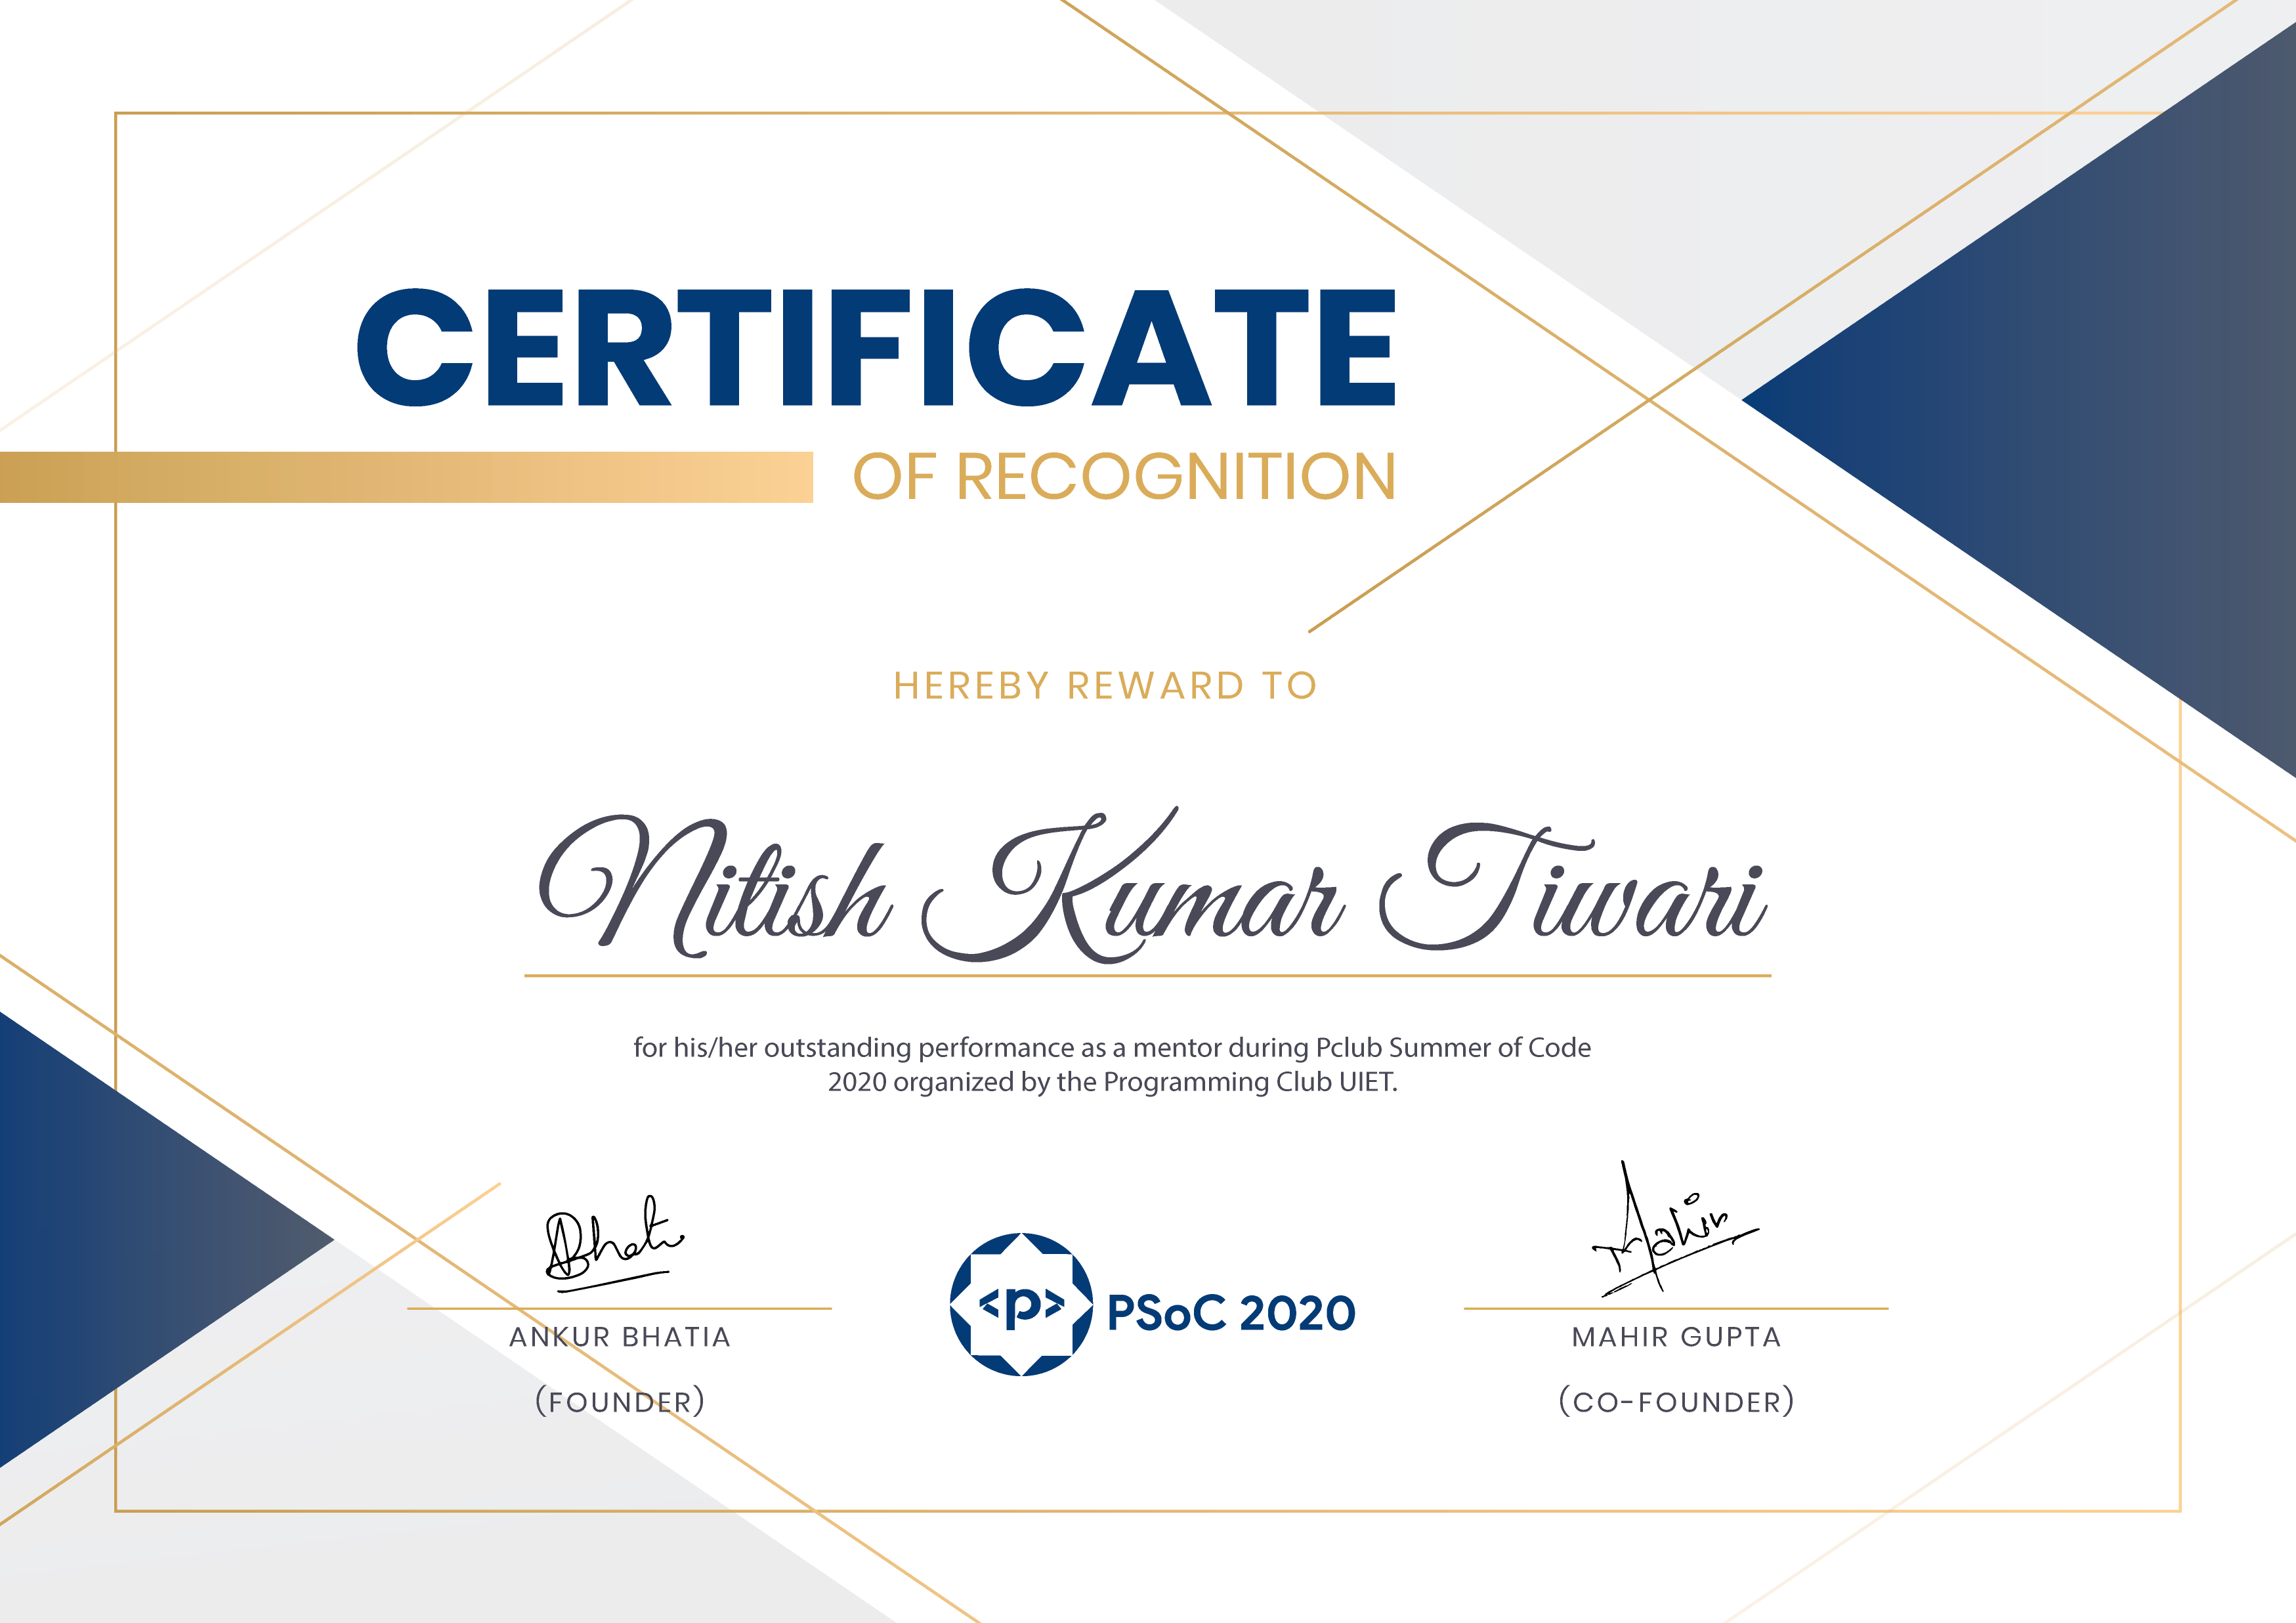 CERTIFICATE
OF RECOGNITION
HEREBY REWARD TO
Nitish Kumar Tiwari
for his/her outstanding performance as a mentor during Pclub Summer of Code
2020 organized by the Programming Club UIET.
Bhati
Mahir
<p> PSoC 2020
ANKUR BHATIA
MAHIR GUPTA
(FOUNDER)
(CO-FOUNDER)